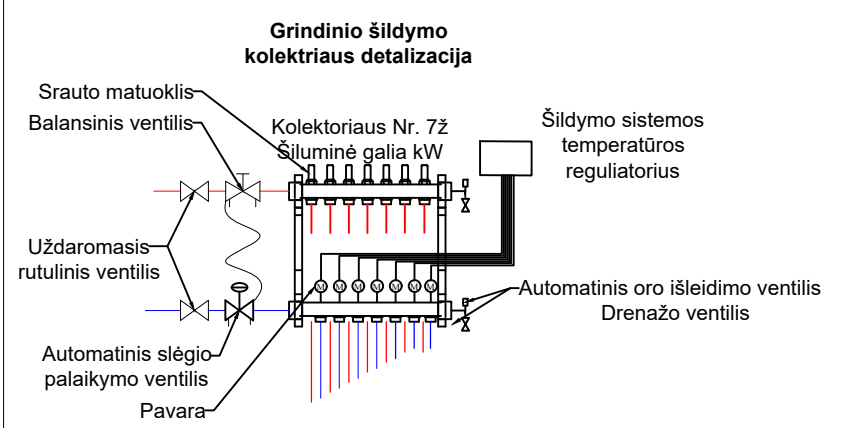 Grindinio šildymo
kolektriaus detalizacija
Srauto matuoklis
Balansinis ventilis
Kolektoriaus Nr. 7ž
Šiluminė galia kW
Šildymo sistemos
temperatūros
reguliatorius
Uždaromasis
rutulinis ventilis
M M M M M M M
Automatinis oro išleidimo ventilis
Drenažo ventilis
Automatinis slėgio
palaikymo ventilis
Pavara